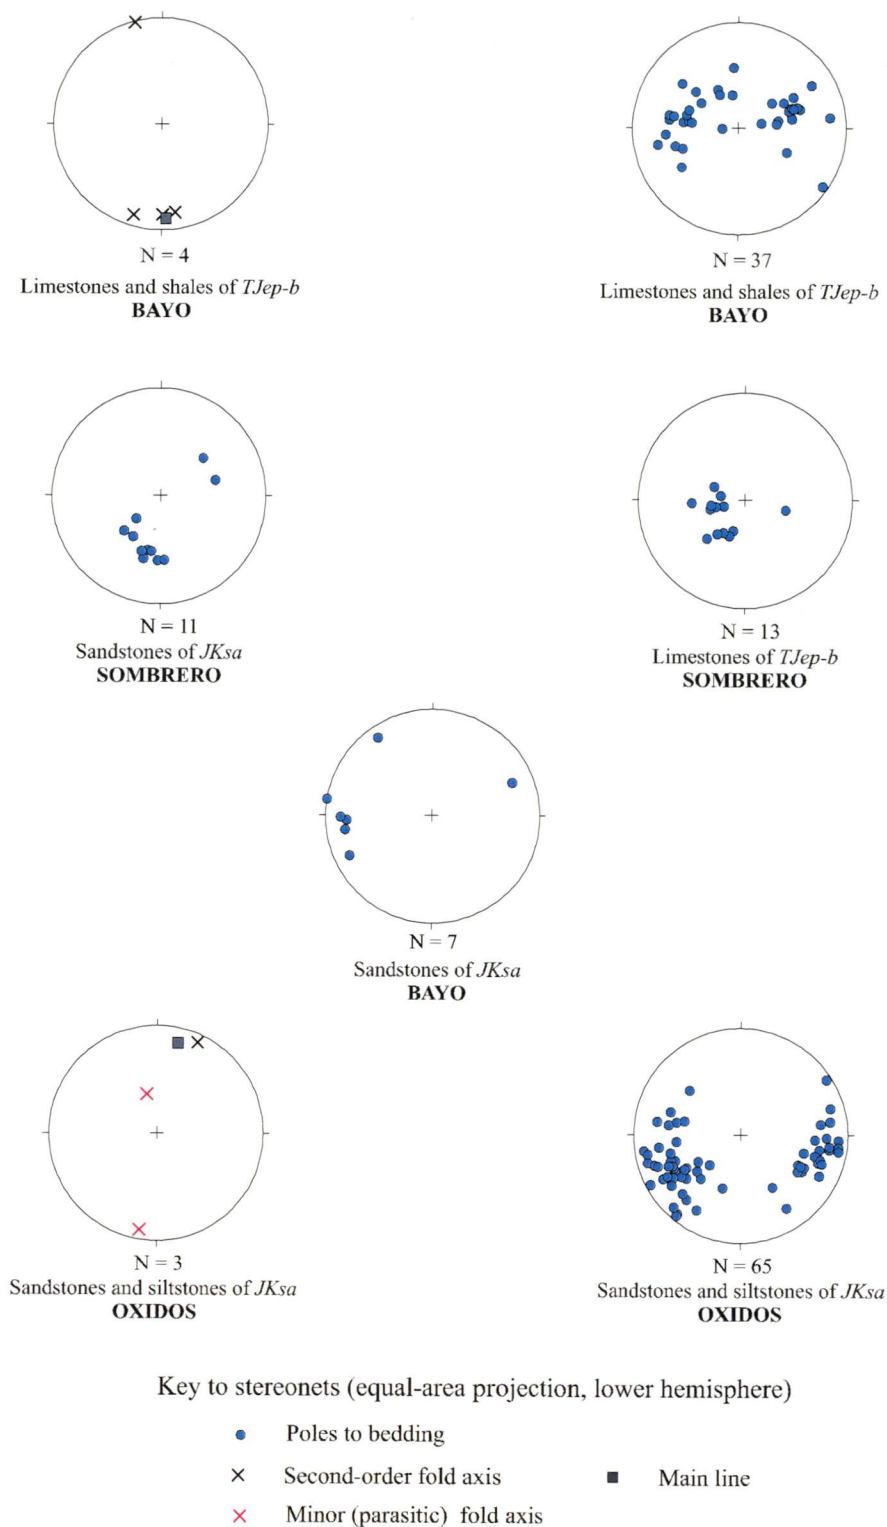 N = 4
Limestones and shales of TJep-b
BAYO
N = 37
Limestones and shales of TJep-b
BAYO
N = 11
Sandstones of JKsa
SOMBRERO
N = 13
Limestones of TJep-b
SOMBRERO
N = 7
Sandstones of JKsa
BAYO
N = 3
Sandstones and siltstones of JKsa
OXIDOS
N = 65
Sandstones and siltstones of JKsa
OXIDOS
Key to stereonets (equal-area projection, lower hemisphere)
Poles to bedding
Second-order fold axis
Main line
Minor (parasitic) fold axis